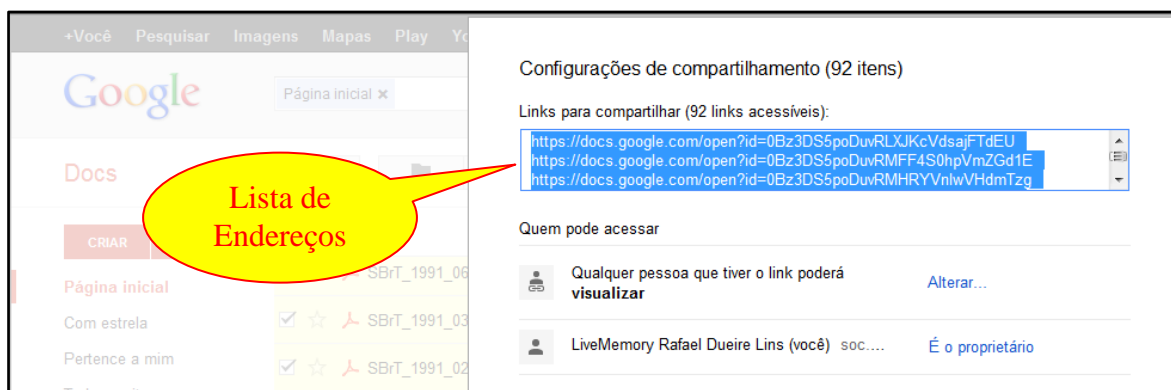 +Você Pesquisar Imagens Mapas Play
Google
Página inicial ×
Docs
CRIAR
Página inicial
Com estrela
Pertence a mim
SBrT_1991_06
SBrT_1991_03
SBrT_1991_02
Lista de
Endereços
Configurações de compartilhamento (92 itens)
Links para compartilhar (92 links acessíveis):
https://docs.google.com/open?id=0Bz3DS5poDuvRLXJKcVdsajFTdEU
https://docs.google.com/open?id=0Bz3DS5poDuvRMFF4S0hpVmZGd1E
https://docs.google.com/open?id=0Bz3DS5poDuvRMHRYVnlwVHdmTzg
Quem pode acessar
Qualquer pessoa que tiver o link poderá
visualizar
Alterar...
LiveMemory Rafael Dueire Lins (você) soc....
É o proprietário